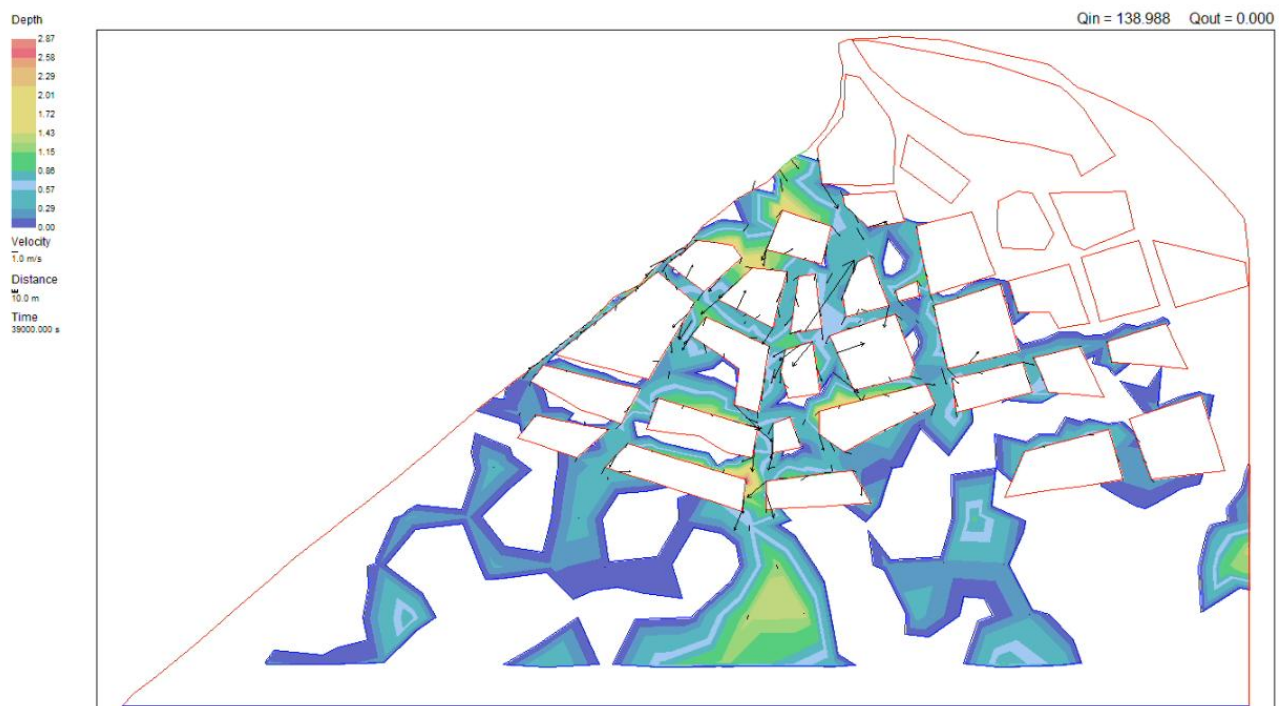 Qin = 138.988 Qout = 0.000
Depth
2.87
2.58
2.29
2.01
1.72
1.43
1.15
0.86
0.57
0.29
0.00
Velocity
1.0 m/s
Distance
10.0 m
Time
39000.000 s